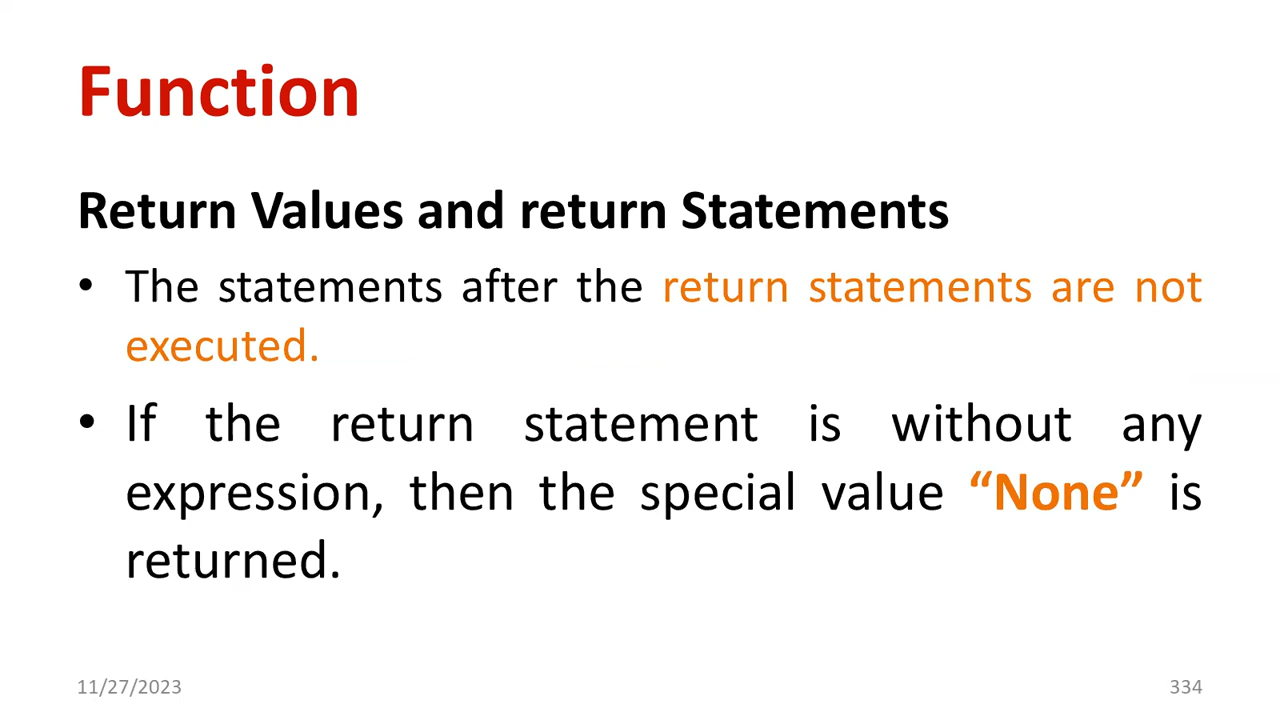 Function
Return Values and return Statements
• The statements after the return statements are not
executed.
• If the return statement is without any
expression, then the special value “None” is
returned.
11/27/2023
334